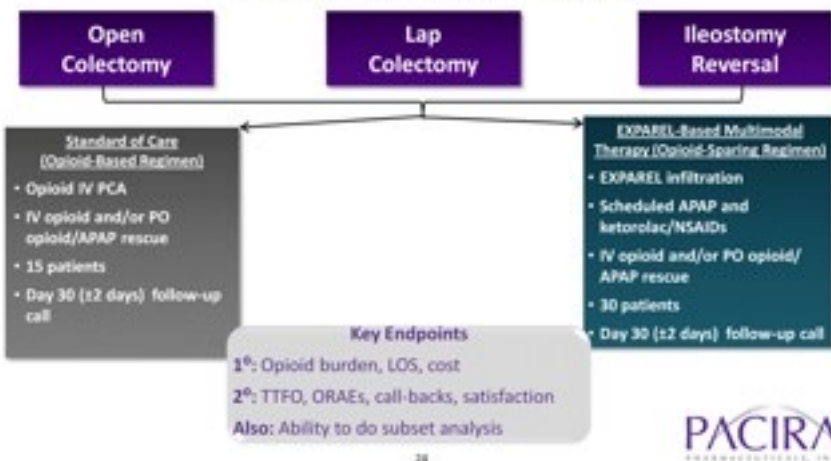 Open
Colectomy
Lap
Colectomy
Ileostomy
Reversal
Standard of Care
(Opioid-Based Regimen)
• Opioid IV PCA
• IV opioid and/or PO
opioid/APAP rescue
• 15 patients
• Day 30 (±2 days) follow-up
call
EXPAREL-Based Multimodal
Therapy (Opioid-Sparing Regimen)
• EXPAREL infiltration
• Scheduled APAP and
ketorolac/NSAIDs
• IV opioid and/or PO opioid/
APAP rescue
• 30 patients
• Day 30 (±2 days) follow-up call
Key Endpoints
1⁰: Opioid burden, LOS, cost
2⁰: TTFO, ORAEs, call-backs, satisfaction
Also: Ability to do subset analysis
PACIRA